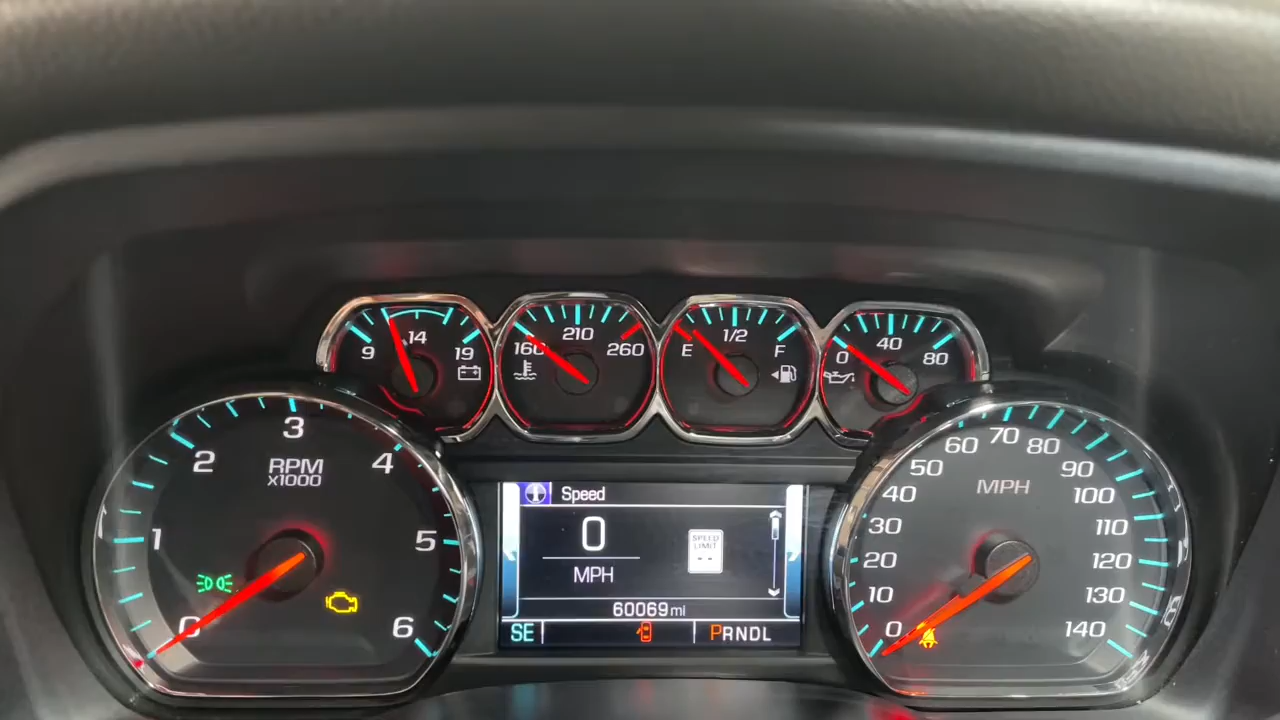 9 14 19
160 210 260
E 1/2 F
0 40 80
0 1 2 3 4 5 6
RPM
x1000
Speed
0
MPH
SPEED
LIMIT
--
60069 mi
SE
PRNDL
MPH
0 10 20 30 40 50 60 70 80 90 100 110 120 130 140